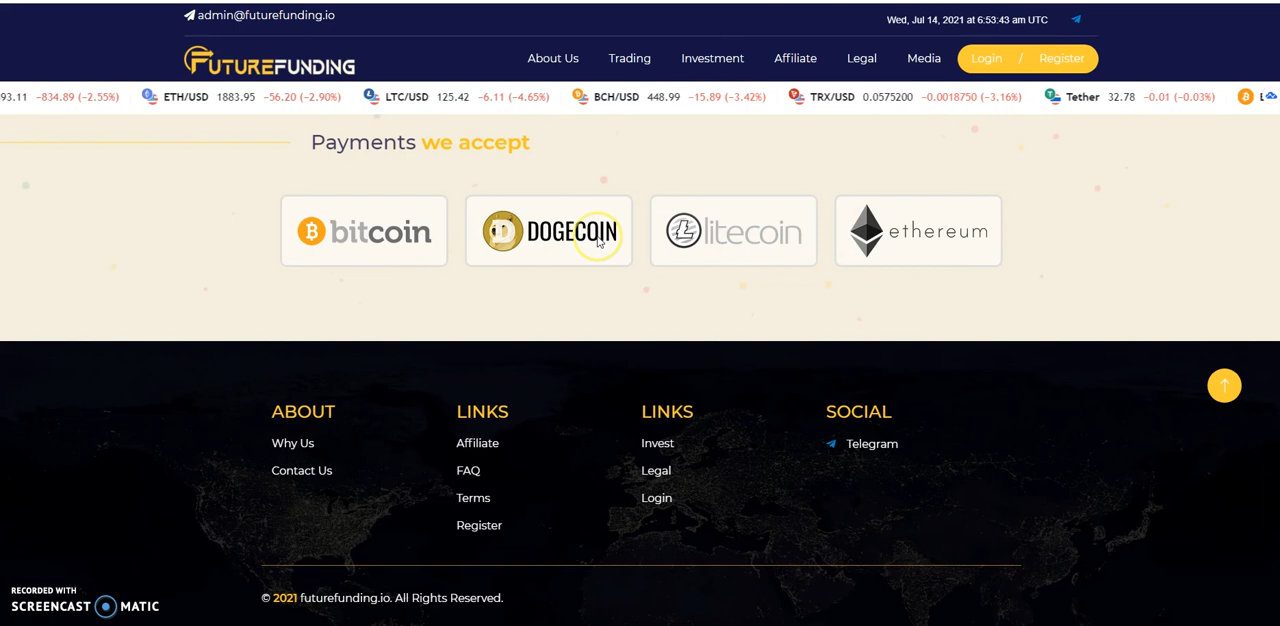 admin@futurefunding.io
Wed, Jul 14, 2021 at 6:53:43 am UTC
FUTUREFUNDING
About Us Trading Investment Affiliate Legal Media Login / Register
93.11 −834.89 (−2.55%) ETH/USD 1883.95 −56.20 (−2.90%) LTC/USD 125.42 −6.11 (−4.65%) BCH/USD 448.99 −15.89 (−3.42%) TRX/USD 0.0575200 −0.0018750 (−3.16%) Tether 32.78 −0.01 (−0.03%)
Payments we accept
bitcoin DOGECOIN litecoin ethereum
ABOUT LINKS LINKS SOCIAL
Why Us Affiliate Invest Telegram
Contact Us FAQ Legal
Terms Login
Register
© 2021 futurefunding.io. All Rights Reserved.
RECORDED WITH
SCREENCAST MATIC